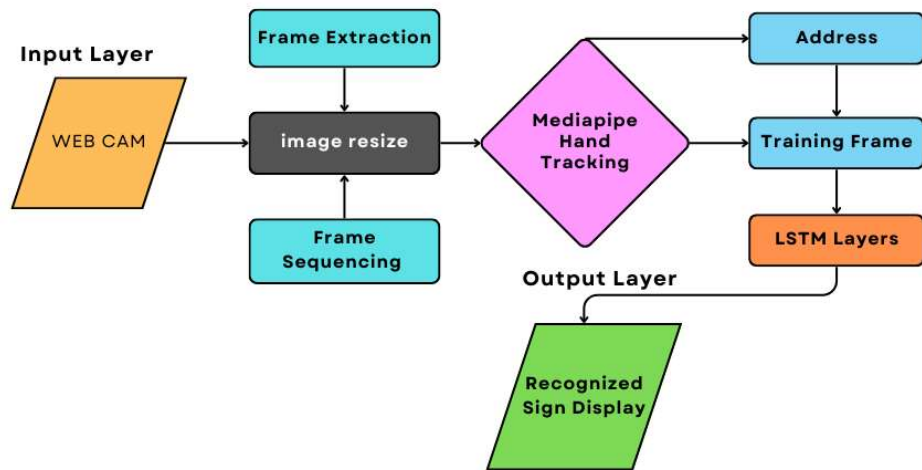 Input Layer
WEB CAM
Frame Extraction
image resize
Frame
Sequencing
Mediapipe
Hand
Tracking
Address
Training Frame
LSTM Layers
Output Layer
Recognized
Sign Display